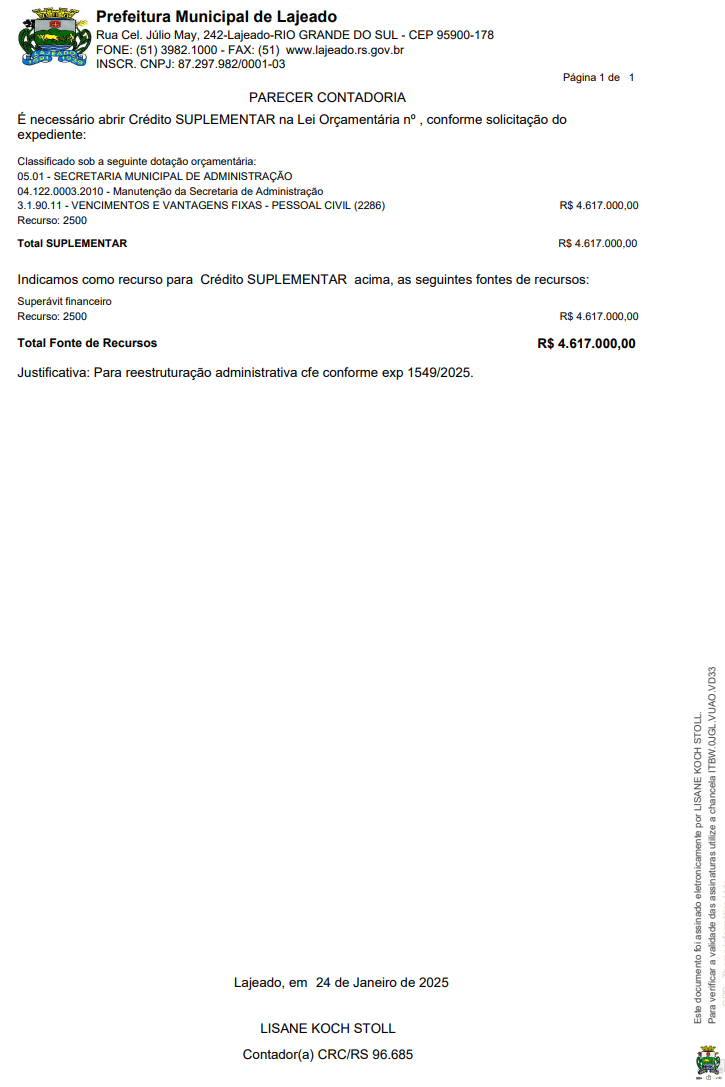 Prefeitura Municipal de Lajeado
Rua Cel. Júlio May, 242-Lajeado-RIO GRANDE DO SUL - CEP 95900-178
FONE: (51) 3982.1000 - FAX: (51)  www.lajeado.rs.gov.br
INSCR. CNPJ: 87.297.982/0001-03
Página 1 de 1
PARECER CONTADORIA
É necessário abrir Crédito SUPLEMENTAR na Lei Orçamentária nº , conforme solicitação do
expediente:
Classificado sob a seguinte dotação orçamentária:
05.01 - SECRETARIA MUNICIPAL DE ADMINISTRAÇÃO
04.122.0003.2010 - Manutenção da Secretaria de Administração
3.1.90.11 - VENCIMENTOS E VANTAGENS FIXAS - PESSOAL CIVIL (2286) R$ 4.617.000,00
Recurso: 2500
Total SUPLEMENTAR R$ 4.617.000,00
Indicamos como recurso para Crédito SUPLEMENTAR acima, as seguintes fontes de recursos:
Superávit financeiro
Recurso: 2500 R$ 4.617.000,00
Total Fonte de Recursos R$ 4.617.000,00
Justificativa: Para reestruturação administrativa cfe conforme exp 1549/2025.
Lajeado, em 24 de Janeiro de 2025
LISANE KOCH STOLL
Contador(a) CRC/RS 96.685
Este documento foi assinado eletronicamente por LISANE KOCH STOLL.
Para verificar a validade das assinaturas utilize a chancela ITBW.0JGL.VUAO.VD33